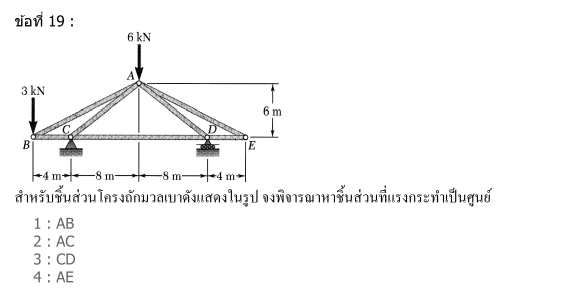 ข้อที่ 19 :
6 kN
A
3 kN
6 m
C
D
B
E
4 m
8 m
8 m
4 m
สำหรับชิ้นส่วนโครงถักมวลเบาดังแสดงในรูป จงพิจารณาหาชิ้นส่วนที่แรงกระทำเป็นศูนย์
1 : AB
2 : AC
3 : CD
4 : AE